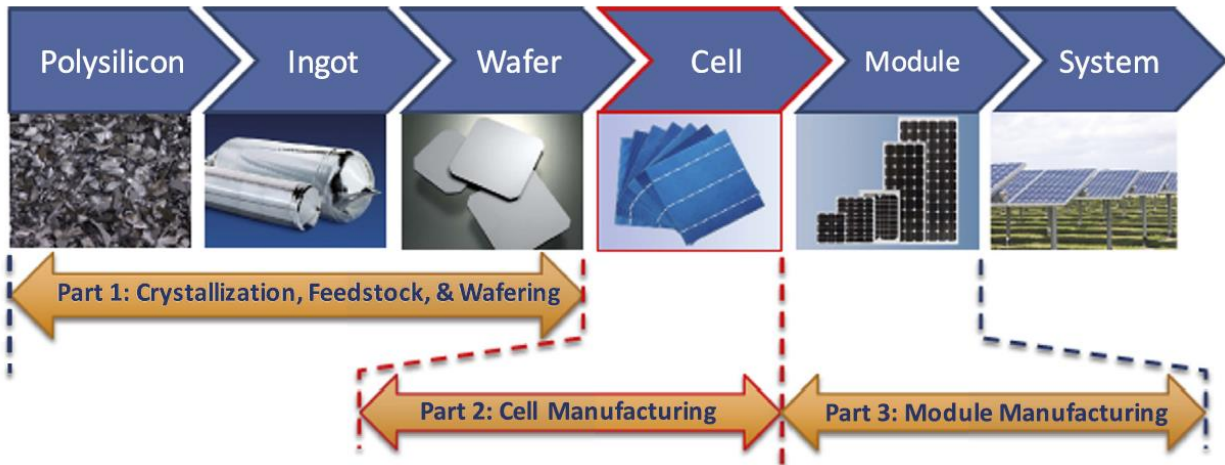 Polysilicon
Ingot
Wafer
Cell
Module
System
Part 1: Crystallization, Feedstock, & Wafering
Part 2: Cell Manufacturing
Part 3: Module Manufacturing